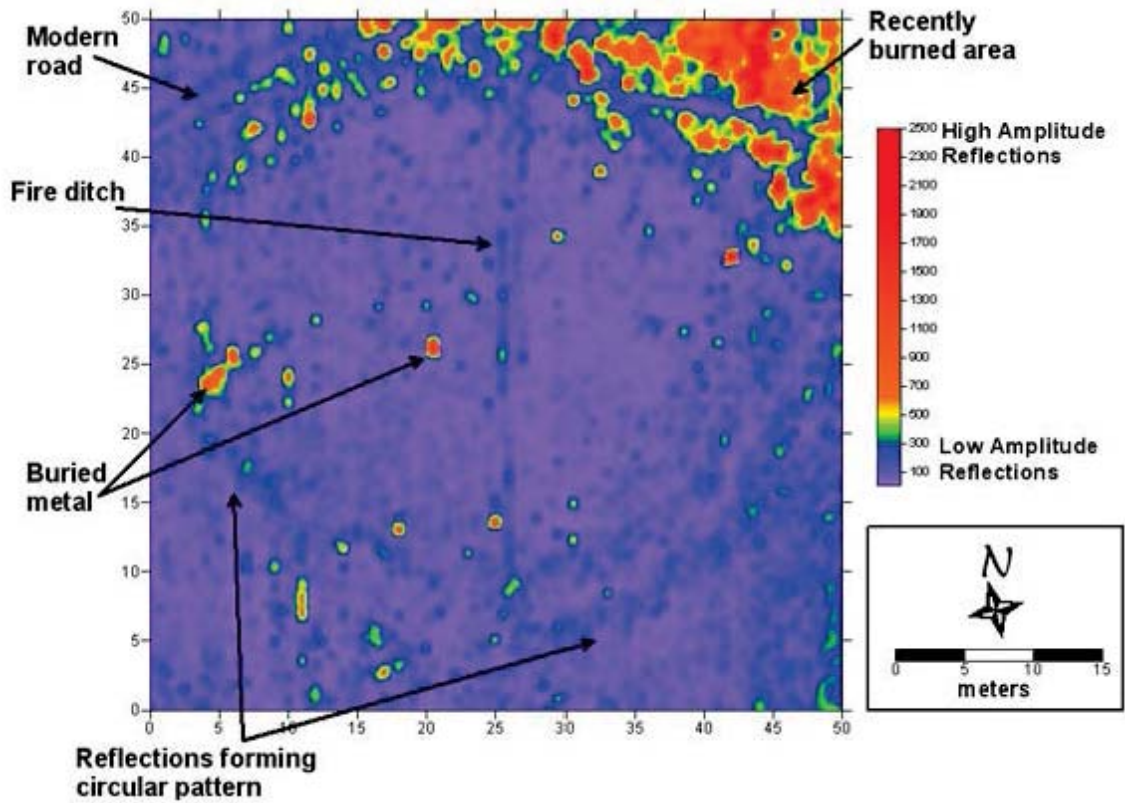 Modern
road
Recently
burned area
Fire ditch
Buried
metal
Reflections forming
circular pattern
50
45
40
35
30
25
20
15
10
5
0
0
5
10
15
20
25
30
35
40
45
50
2500
2300
2100
1900
1700
1500
1300
1100
900
700
500
300
100
High Amplitude
Reflections
Low Amplitude
Reflections
N
0
5
10
15
meters